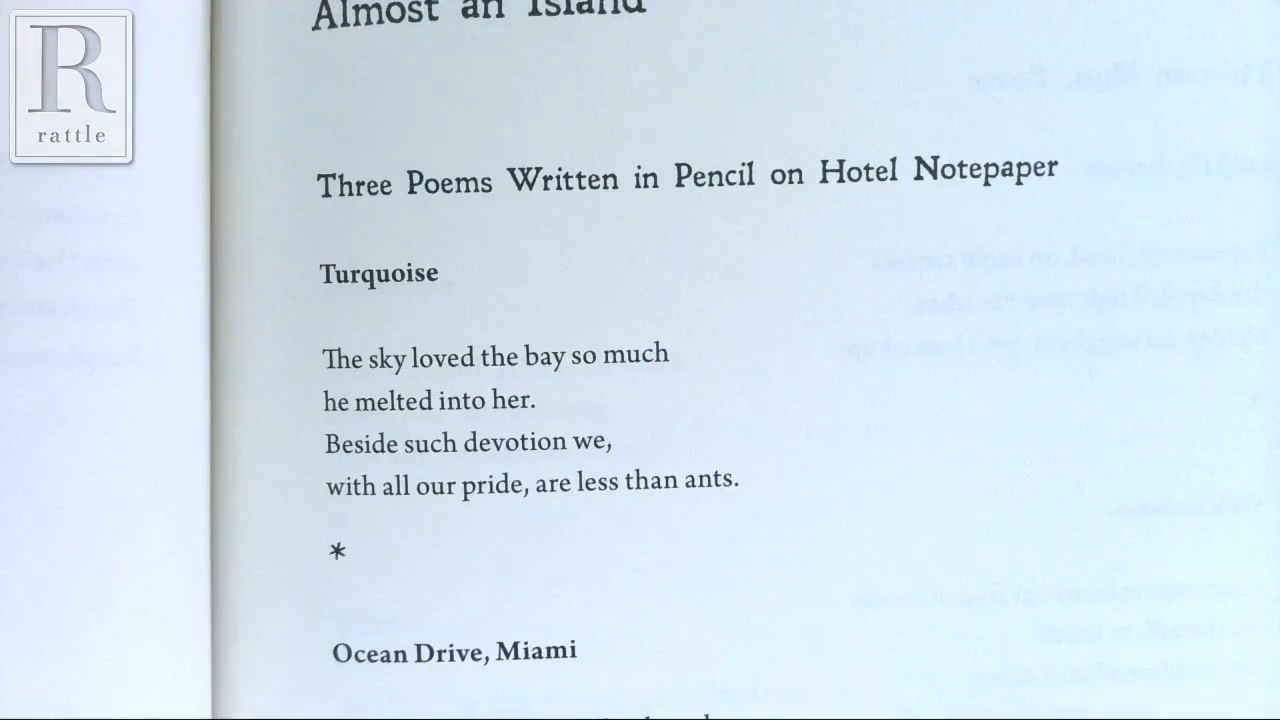 R
rattle
Almost an Island
Three Poems Written in Pencil on Hotel Notepaper
Turquoise
The sky loved the bay so much
he melted into her.
Beside such devotion we,
with all our pride, are less than ants.
*
Ocean Drive, Miami